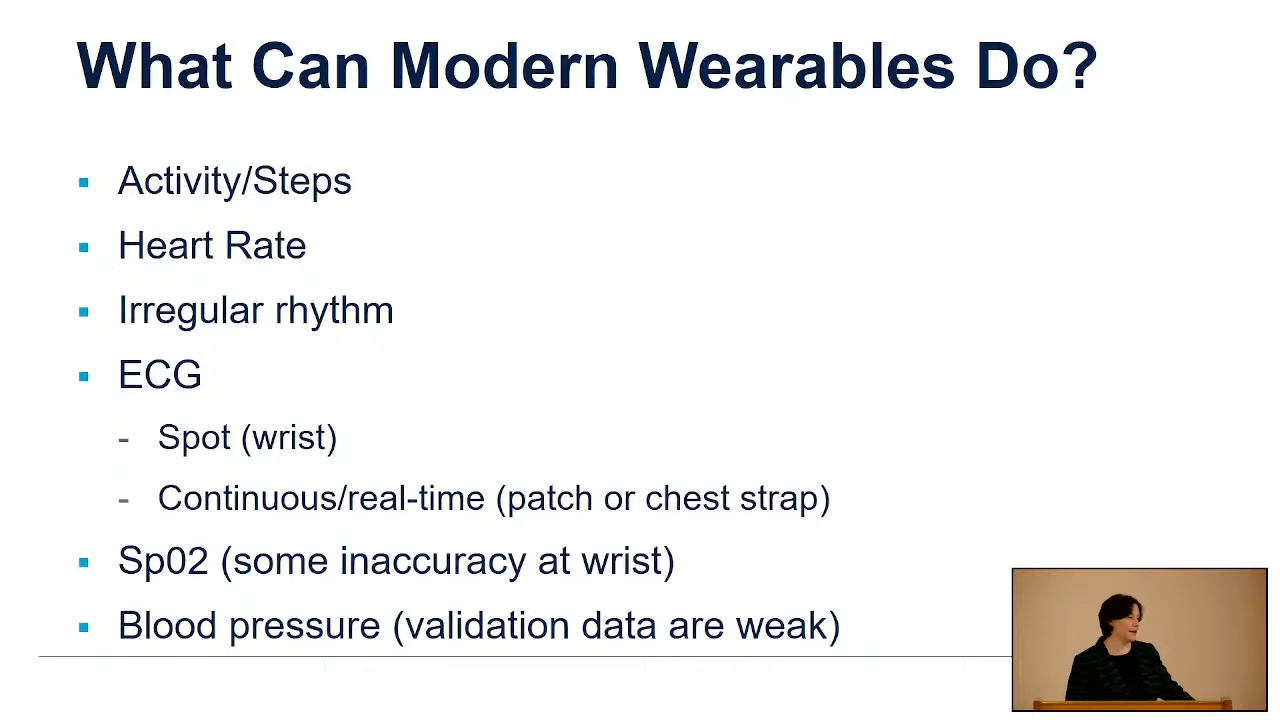 What Can Modern Wearables Do?
▪ Activity/Steps
▪ Heart Rate
▪ Irregular rhythm
▪ ECG
- Spot (wrist)
- Continuous/real-time (patch or chest strap)
▪ Sp02 (some inaccuracy at wrist)
▪ Blood pressure (validation data are weak)